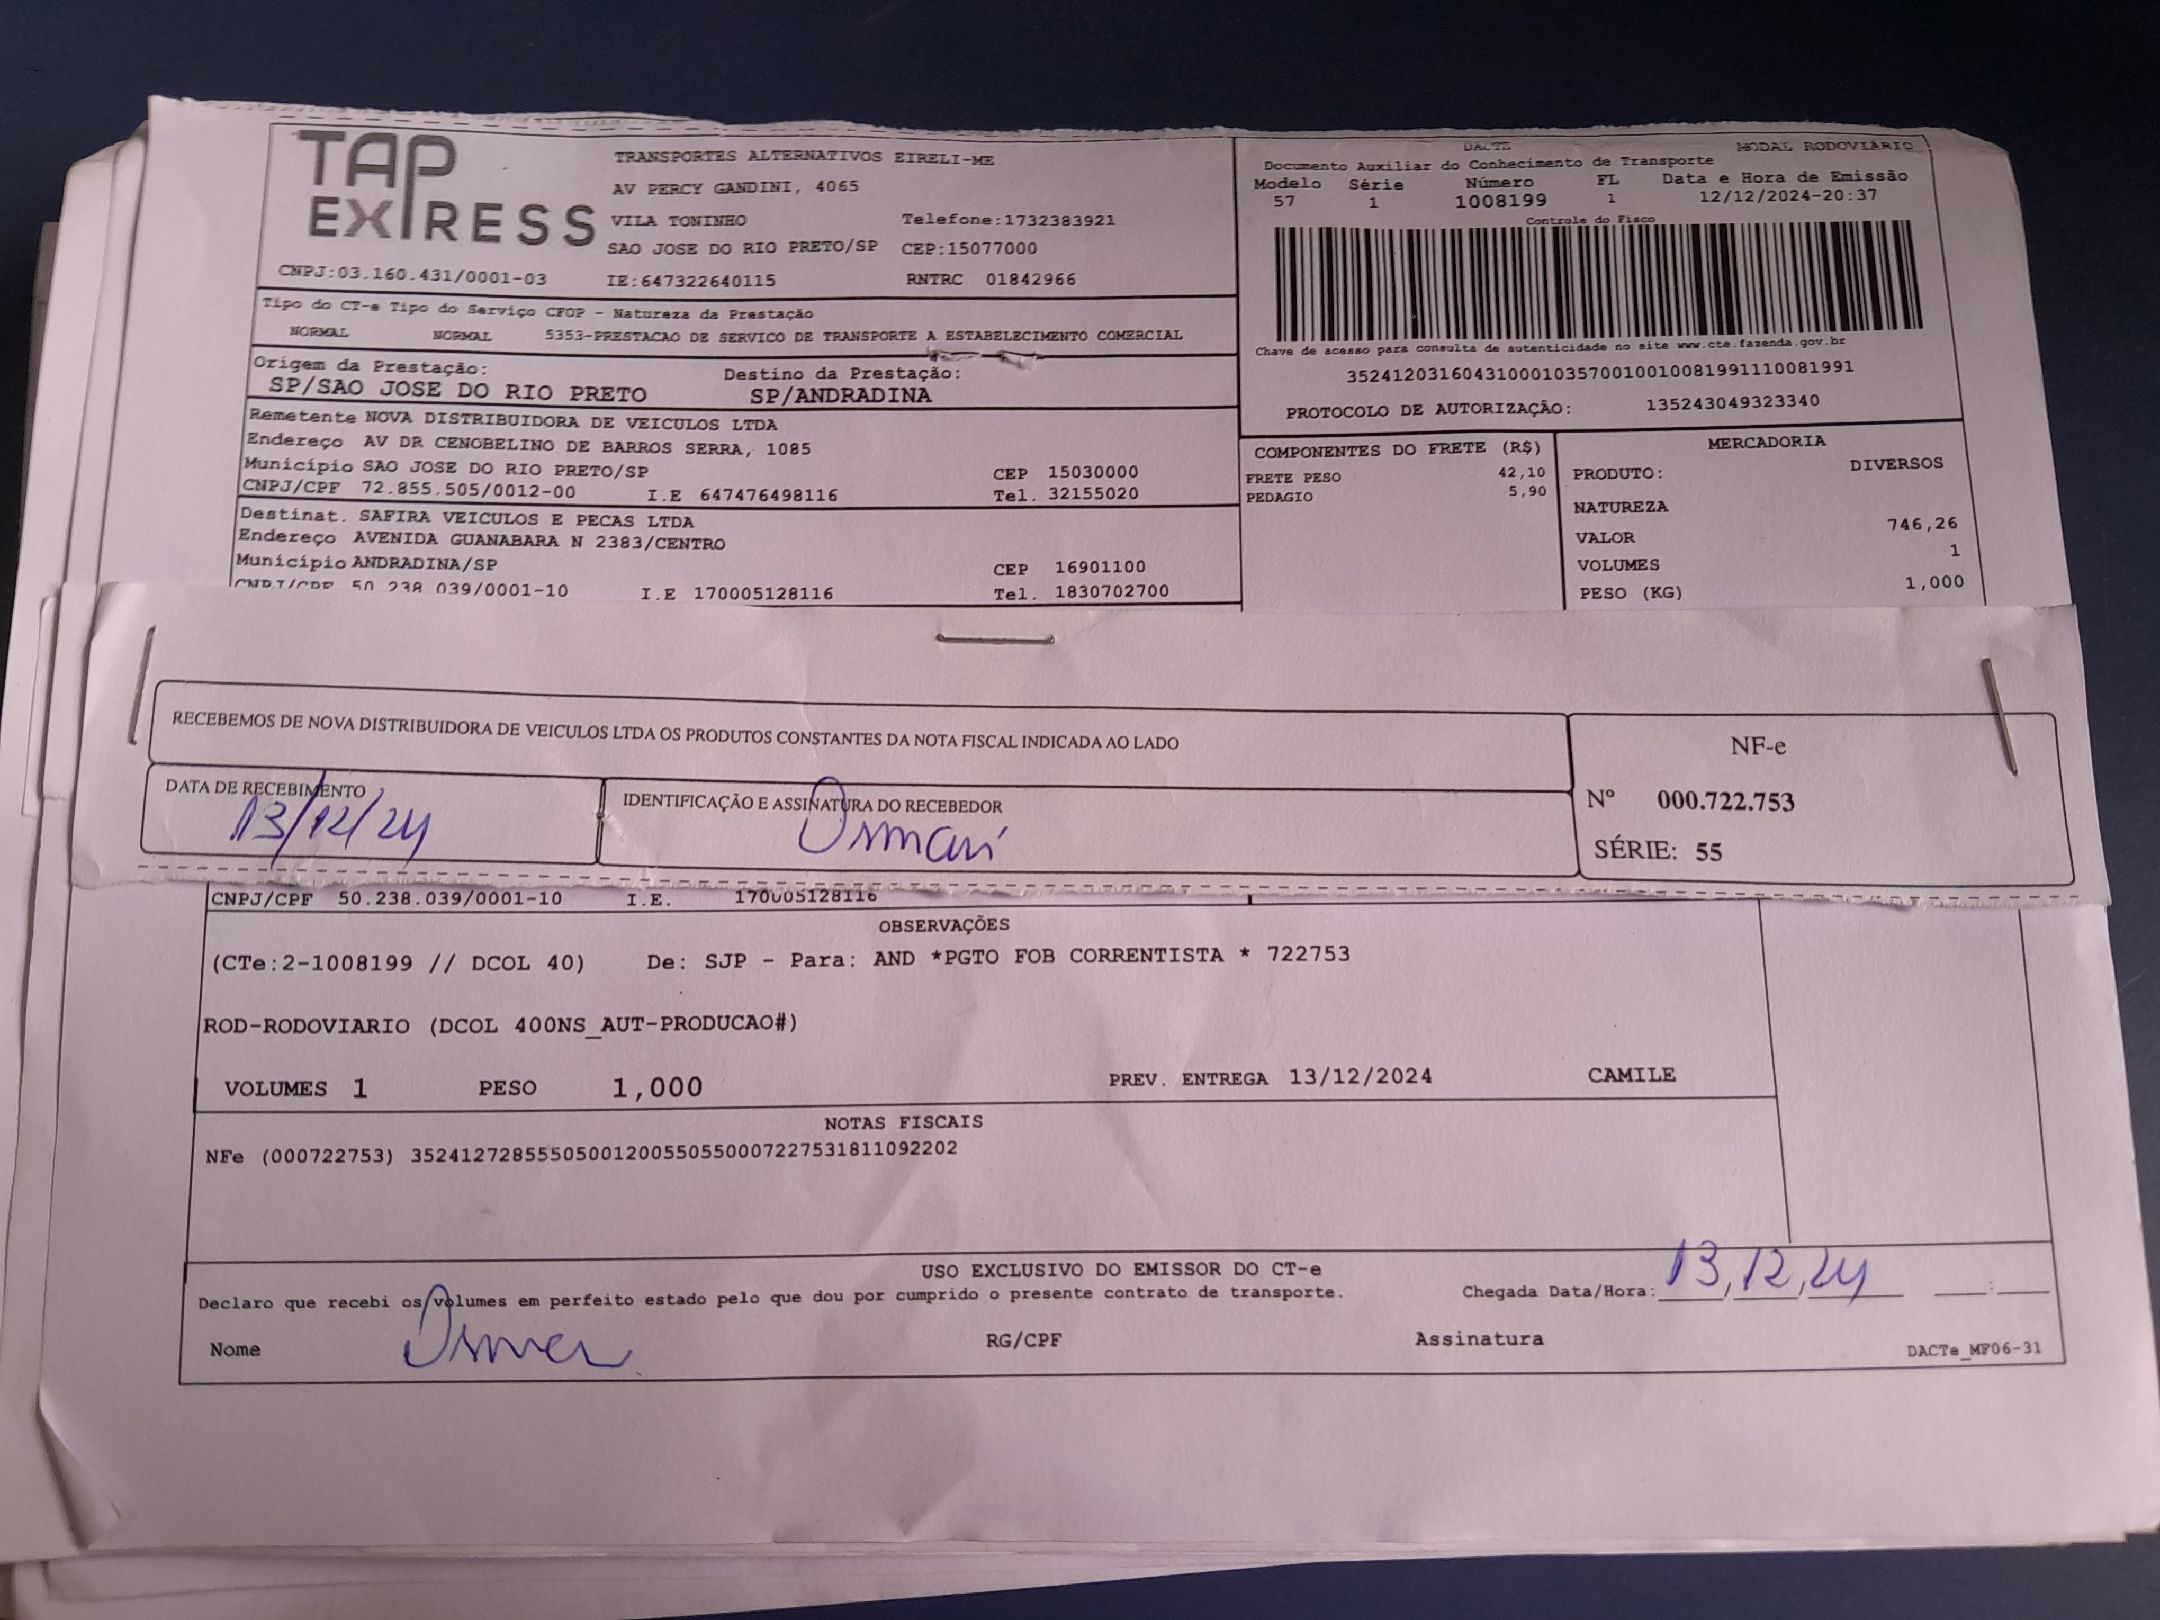 TAP EXPRESS
TRANSPORTES ALTERNATIVOS EIRELI-ME
AV PERCY GANDINI, 4065
VILA TONINHO Telefone:1732383921
SAO JOSE DO RIO PRETO/SP CEP:15077000
CNPJ:03.160.431/0001-03 IE:647322640115 RNTRC 01842966
DACTE MODAL RODOVIÁRIO
Documento Auxiliar do Conhecimento de Transporte
Modelo Série Número FL Data e Hora de Emissão
57 1 1008199 1 12/12/2024-20:37
Controle do Fisco
Chave de acesso para consulta de autenticidade no site www.cte.fazenda.gov.br
35241203160431000103570010010081991110081991
PROTOCOLO DE AUTORIZAÇÃO: 135243049323340
Tipo do CT-e Tipo do Serviço CFOP - Natureza da Prestação
NORMAL NORMAL 5353-PRESTACAO DE SERVICO DE TRANSPORTE A ESTABELECIMENTO COMERCIAL
Origem da Prestação: Destino da Prestação:
SP/SAO JOSE DO RIO PRETO SP/ANDRADINA
Remetente NOVA DISTRIBUIDORA DE VEICULOS LTDA
Endereço AV DR CENOBELINO DE BARROS SERRA, 1085
Município SAO JOSE DO RIO PRETO/SP CEP 15030000
CNPJ/CPF 72.855.505/0012-00 I.E 647476498116 Tel. 32155020
Destinat. SAFIRA VEICULOS E PECAS LTDA
Endereço AVENIDA GUANABARA N 2383/CENTRO
Município ANDRADINA/SP CEP 16901100
CNPJ/CPF 50.238.039/0001-10 I.E 170005128116 Tel. 1830702700
COMPONENTES DO FRETE (R$)
FRETE PESO 42,10
PEDAGIO 5,90
MERCADORIA
PRODUTO: DIVERSOS
NATUREZA
VALOR 746,26
VOLUMES 1
PESO (KG) 1,000
RECEBEMOS DE NOVA DISTRIBUIDORA DE VEICULOS LTDA OS PRODUTOS CONSTANTES DA NOTA FISCAL INDICADA AO LADO
DATA DE RECEBIMENTO
13/12/24
IDENTIFICAÇÃO E ASSINATURA DO RECEBEDOR
NF-e
Nº 000.722.753
SÉRIE: 55
CNPJ/CPF 50.238.039/0001-10 I.E. 170005128116
OBSERVAÇÕES
(CTe:2-1008199 // DCOL 40) De: SJP - Para: AND *PGTO FOB CORRENTISTA * 722753
ROD-RODOVIARIO (DCOL 400NS_AUT-PRODUCAO#)
VOLUMES 1 PESO 1,000 PREV. ENTREGA 13/12/2024 CAMILE
NOTAS FISCAIS
NFe (000722753) 35241272855505001200550550007227531811092202
USO EXCLUSIVO DO EMISSOR DO CT-e
Declaro que recebi os volumes em perfeito estado pelo que dou por cumprido o presente contrato de transporte. Chegada Data/Hora: 13,12,24
Nome RG/CPF Assinatura
DACTe_MF06-31